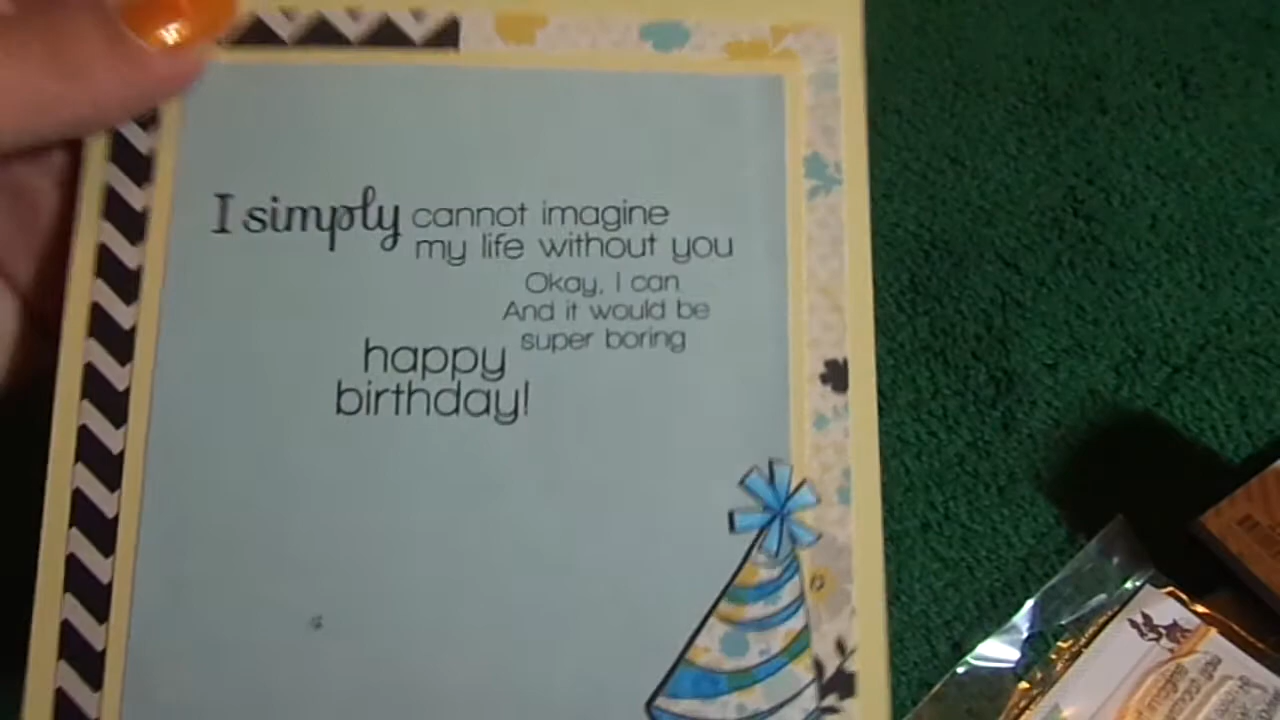 I simply cannot imagine
my life without you
Okay, I can
And it would be
super boring
happy
birthday!